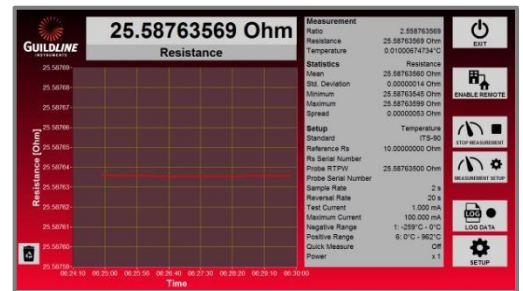 GUILDLINE
INSTRUMENTS
25.58763569 Ohm
Resistance
Resistance [Ohm]
25.58769
25.58768
25.58767
25.58766
25.58765
25.58764
25.58763
25.58762
25.58761
25.58760
25.58759
06:24:10 06:25:00 06:25:50 06:26:40 06:27:30 06:28:20 06:29:10 06:30:00
Time
Measurement
Ratio 2.558763569
Resistance 25.58763569 Ohm
Temperature 0.01000674734°C
Statistics Resistance
Mean 25.58763560 Ohm
Std. Deviation 0.00000014 Ohm
Minimum 25.58763545 Ohm
Maximum 25.58763599 Ohm
Spread 0.00000053 Ohm
Setup Temperature
Standard ITS-90
Reference Rs 10.00000000 Ohm
Rs Serial Number
Probe RTPW 25.58763500 Ohm
Probe Serial Number
Sample Rate 2 s
Reversal Rate 20 s
Test Current 1.000 mA
Maximum Current 100.000 mA
Negative Range 1: -259°C - 0°C
Positive Range 6: 0°C - 962°C
Quick Measure Off
Power x 1
EXIT
ENABLE REMOTE
STOP MEASUREMENT
MEASUREMENT SETUP
LOG
LOG DATA
SETUP